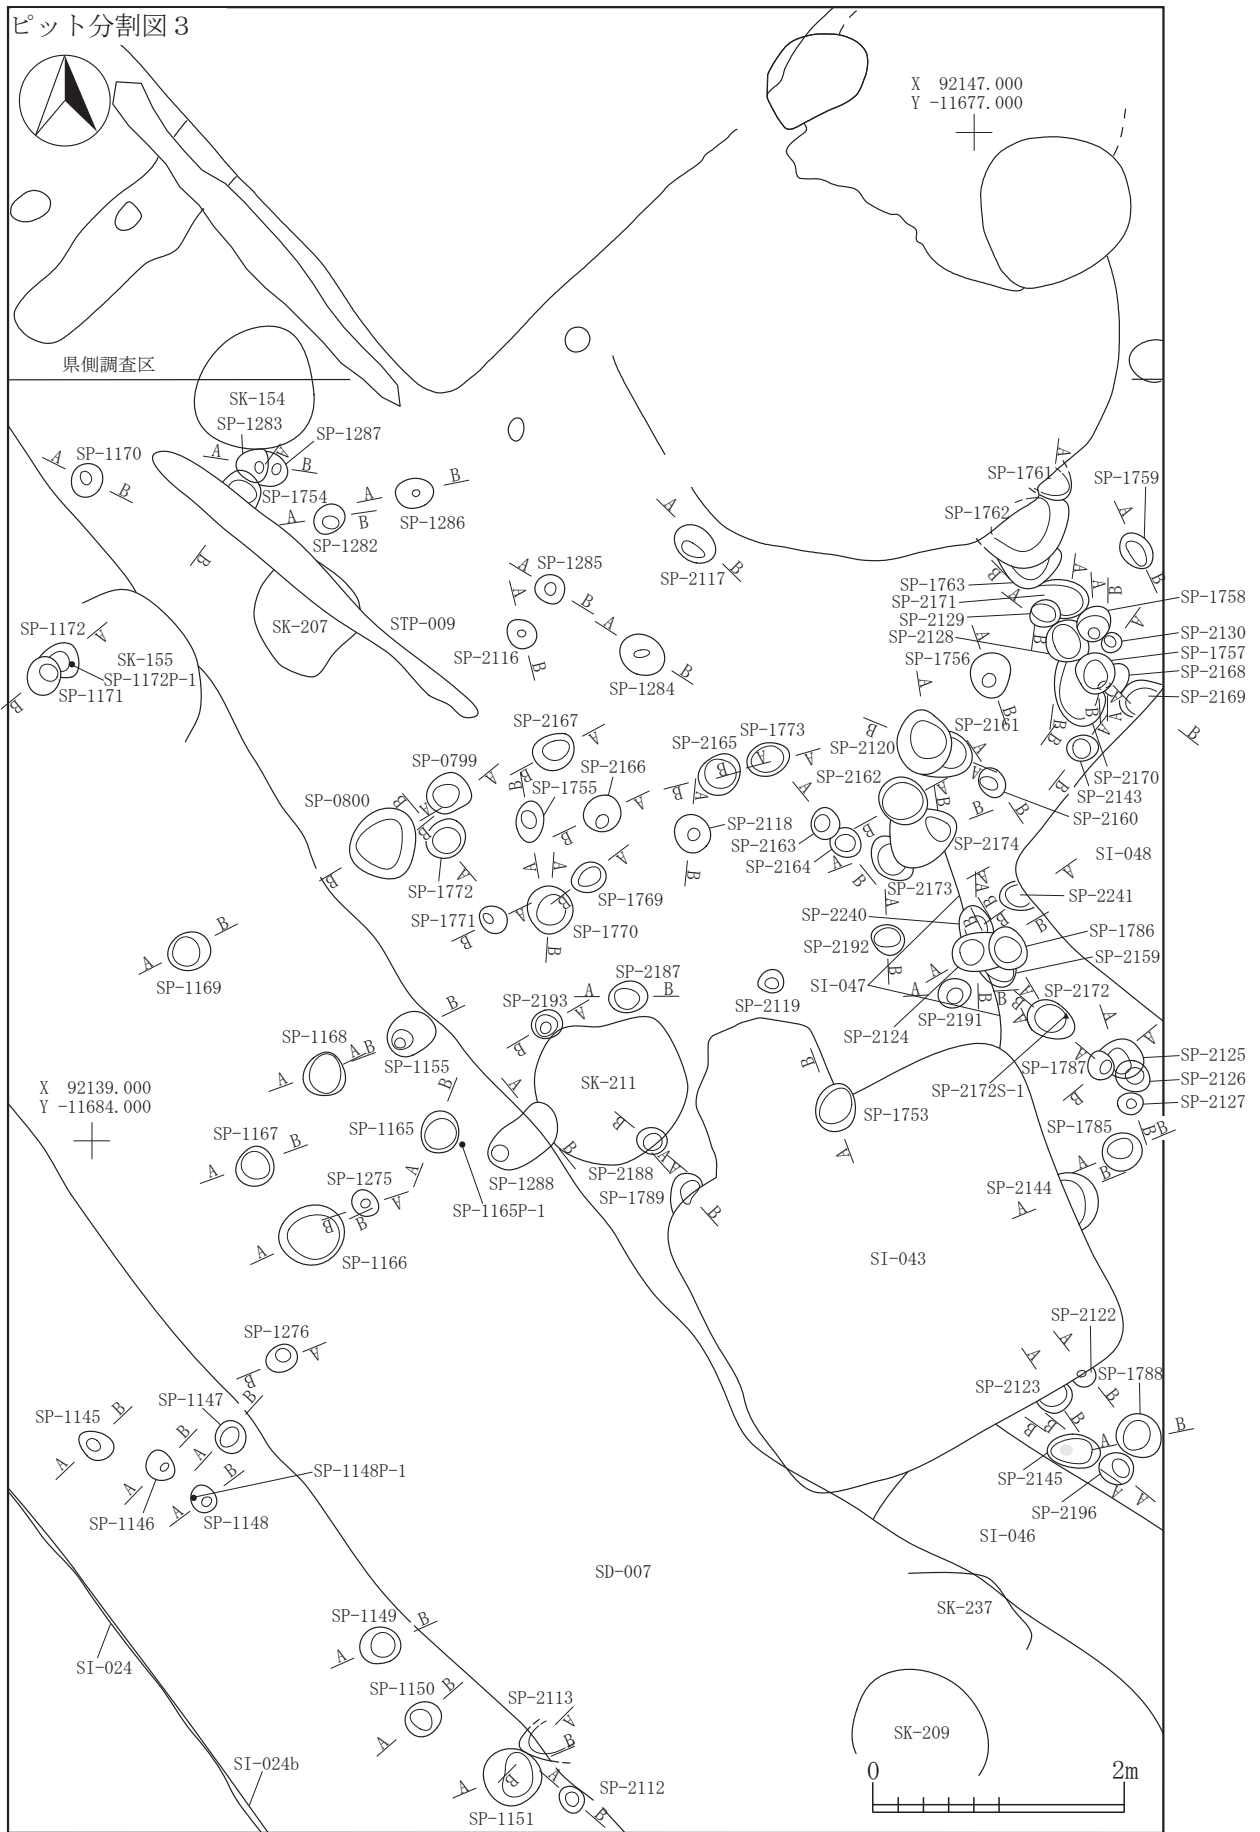 ピット分割図３
X 92147.000
Y -11677.000
県側調査区
SK-154
SP-1283
SP-1287
A
A
B
SP-1170
A
B
SP-1754
A
B
SP-1286
A
B
SP-1282
B
SP-1761
A
SP-1759
A
B
SP-1762
B
A
SP-2117
B
SP-1285
A
A
B
SP-1763
SP-2171
SP-2129
SP-2128
A
A
A
B
B
SP-1758
A
SP-2130
SP-1757
SP-2168
SP-2169
SK-207
STP-009
SP-1172
A
SK-155
SP-1172P-1
SP-1171
B
SP-2116
B
A
SP-1284
B
SP-1756
A
B
A
A
A
B
B
B
B
SP-2167
A
B
SP-0799
A
B
SP-1755
B
A
SP-2166
A
B
SP-2165
A
B
SP-1773
A
B
SP-2120
A
B
SP-2161
A
B
SP-2170
SP-2143
SP-2160
A
B
SP-0800
A
B
SP-1772
A
B
SP-2118
A
B
SP-2162
A
B
SP-2163
SP-2164
A
B
SP-2174
SP-2173
A
SI-048
SP-2241
A
B
SP-1769
A
B
SP-1771
A
B
SP-1770
A
B
SP-2240
SP-2192
A
B
SP-1786
SP-2159
SI-047
SP-1169
A
B
SP-2187
A
B
SP-2193
A
B
SP-2119
SP-2124
SP-2191
A
B
SP-2172
A
B
SP-1168
A
B
SP-1155
A
B
SK-211
B
SP-1753
A
SP-2172S-1
SP-1787
A
B
SP-2125
SP-2126
SP-2127
X 92139.000
Y -11684.000
SP-1167
A
B
SP-1165
A
B
SP-1165P-1
SP-1288
A
B
SP-2188
A
B
SP-1789
A
B
SP-1785
A
B
SP-2144
A
B
SP-1275
A
B
SP-1166
A
B
SI-043
SP-1276
A
B
SP-2122
A
B
SP-2123
A
B
SP-1788
A
B
SP-1145
A
B
SP-1147
A
B
SP-1146
A
B
SP-1148P-1
SP-1148
A
B
SP-2145
A
B
SP-2196
A
B
SI-046
SD-007
SK-237
SP-1149
A
B
SI-024
SP-1150
A
B
SP-2113
A
B
SK-209
SI-024b
SP-1151
A
B
SP-2112
A
B
0 2m